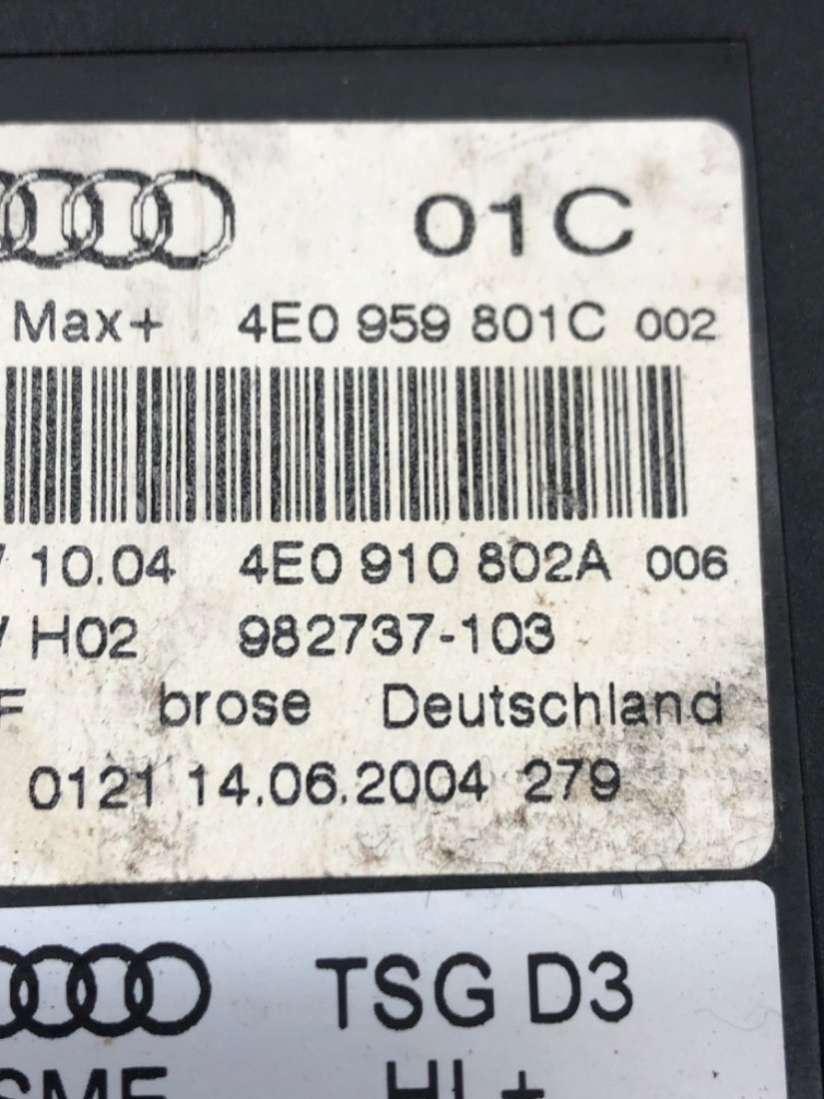 01C
Max+ 4E0 959 801C 002
10.04 4E0 910 802A 006
H02 982737-103
brose Deutschland
0121 14.06.2004 279
TSG D3
HL+